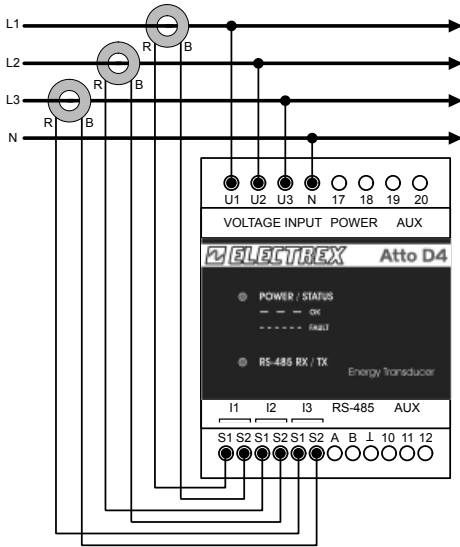 L1
R B
L2
R B
L3
R B
N
U1 U2 U3 N 17 18 19 20
VOLTAGE INPUT POWER AUX
ELECTREX Atto D4
POWER / STATUS
OK
FAULT
RS-485 RX / TX
Energy Transducer
I1 I2 I3 RS-485 AUX
S1 S2 S1 S2 S1 S2 A B ⊥ 10 11 12